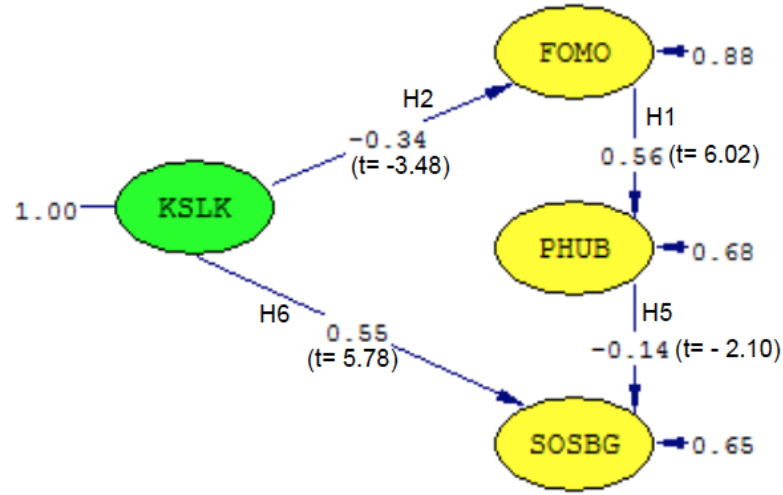 FOMO
0.88
H2
H1
-0.34
(t= -3.48)
0.56 (t= 6.02)
1.00
KSLK
PHUB
0.68
H6
H5
0.55
(t= 5.78)
-0.14 (t= - 2.10)
SOSBG
0.65